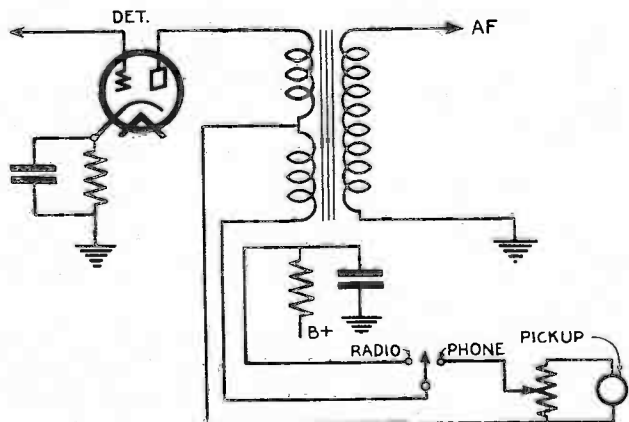 DET.
AF
B+
RADIO
PHONE
PICKUP